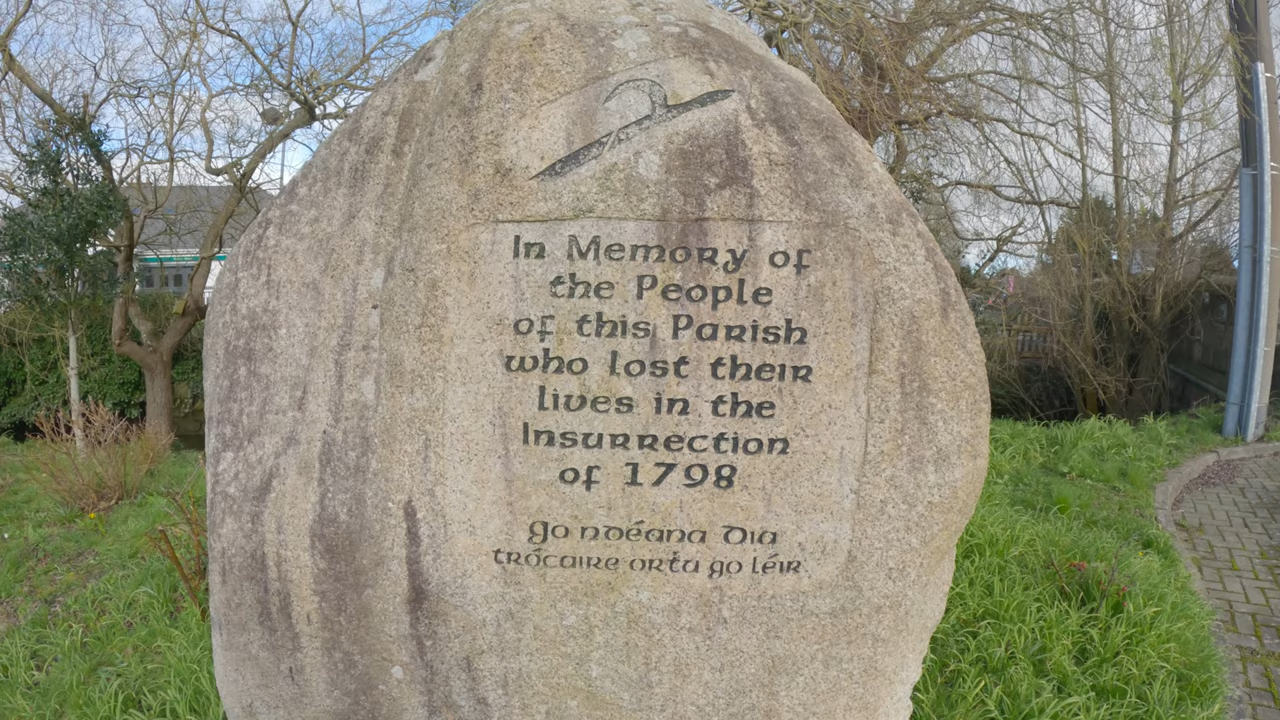 In Memory of
the People
of this Parish
who lost their
lives in the
Insurrection
of 1798
go ndéana Dia
trócaire orṫa go léir.